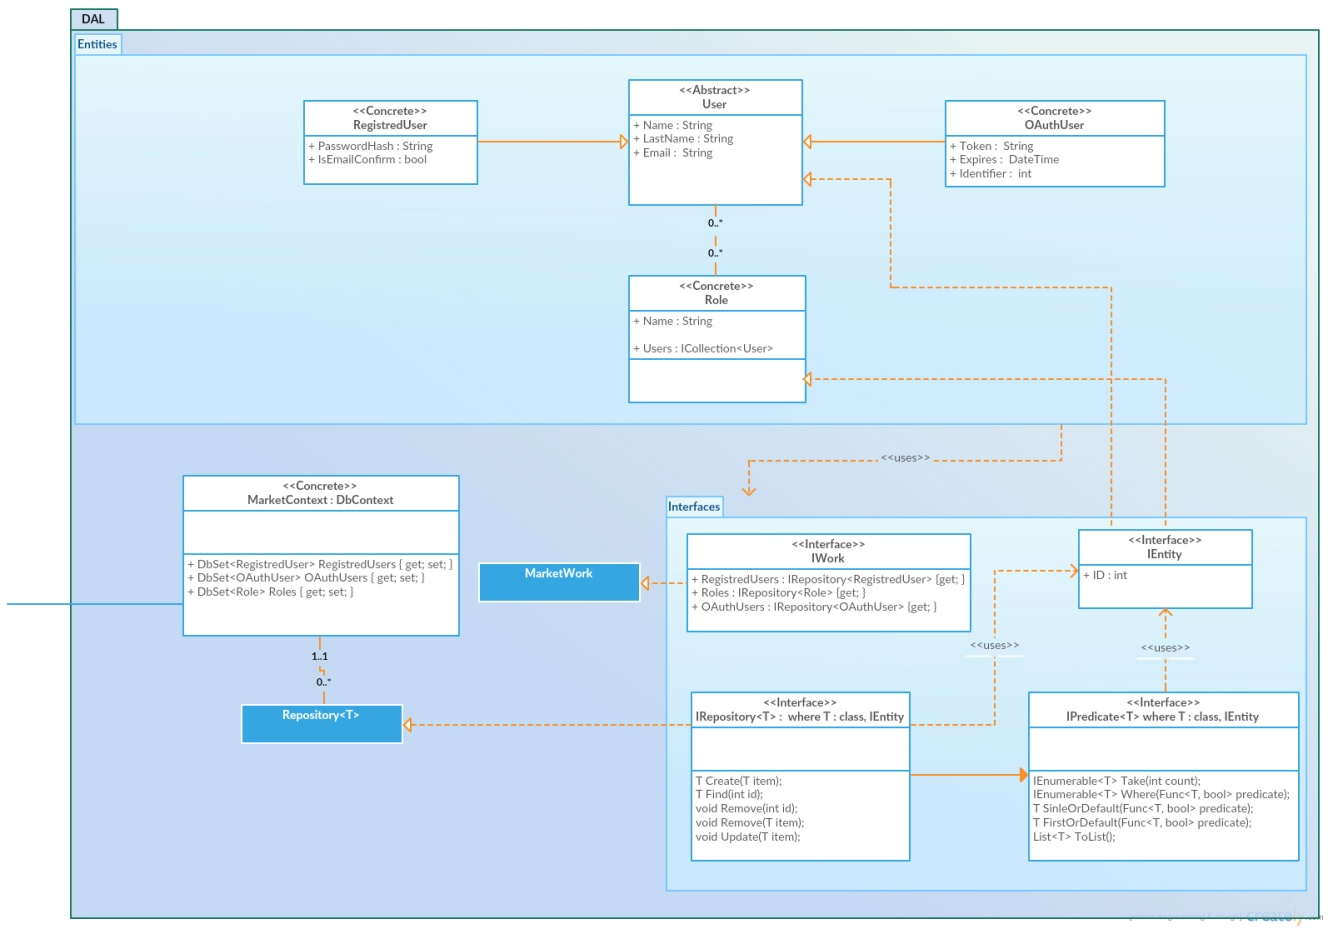 DAL
Entities
<<Concrete>>
RegistredUser
+ PasswordHash : String
+ IsEmailConfirm : bool
<<Abstract>>
User
+ Name : String
+ LastName : String
+ Email :  String
<<Concrete>>
OAuthUser
+ Token :  String
+ Expires :  DateTime
+ Identifier :  int
0..*
0..*
<<Concrete>>
Role
+ Name : String
+ Users : ICollection<User>
<<uses>>
<<Concrete>>
MarketContext : DbContext
+ DbSet<RegistredUser> RegistredUsers { get; set; }
+ DbSet<OAuthUser> OAuthUsers { get; set; }
+ DbSet<Role> Roles { get; set; }
1..1
0..*
Repository<T>
MarketWork
Interfaces
<<Interface>>
IWork
+ RegistredUsers : IRepository<RegistredUser> {get; }
+ Roles : IRepository<Role> {get; }
+ OAuthUsers : IRepository<OAuthUser> {get; }
<<Interface>>
IEntity
+ ID : int
<<uses>>
<<uses>>
<<Interface>>
IRepository<T> :  where T : class, IEntity
T Create(T item);
T Find(int id);
void Remove(int id);
void Remove(T item);
void Update(T item);
<<Interface>>
IPredicate<T> where T : class, IEntity
IEnumerable<T> Take(int count);
IEnumerable<T> Where(Func<T, bool> predicate);
T SinleOrDefault(Func<T, bool> predicate);
T FirstOrDefault(Func<T, bool> predicate);
List<T> ToList();
creately